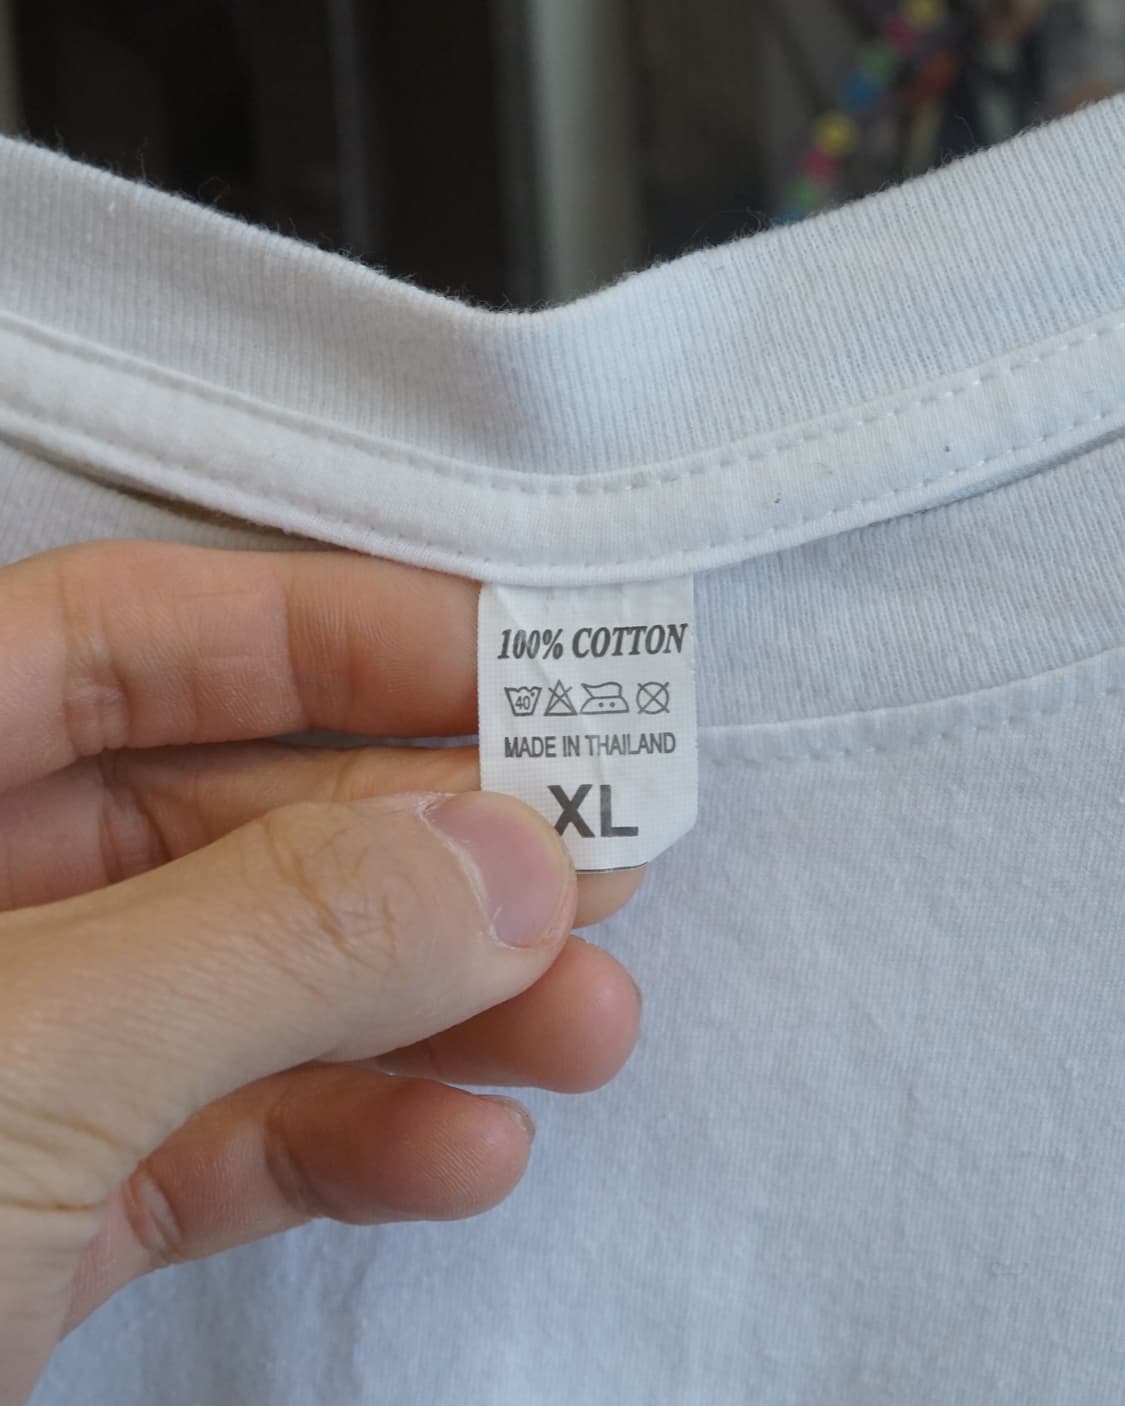 100% COTTON
40°
MADE IN THAILAND
XL